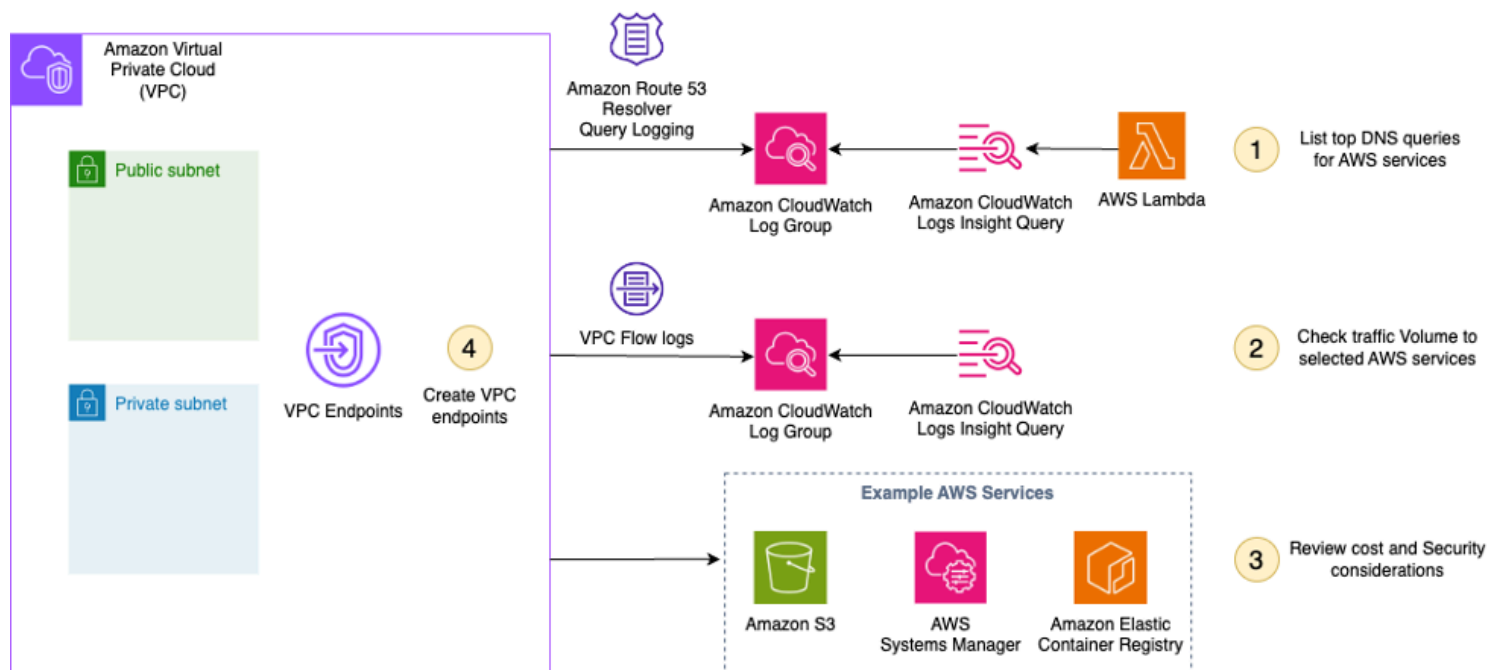 Amazon Virtual
Private Cloud
(VPC)
Public subnet
Private subnet
VPC Endpoints
4
Create VPC
endpoints
Amazon Route 53
Resolver
Query Logging
Amazon CloudWatch
Log Group
Amazon CloudWatch
Logs Insight Query
AWS Lambda
1
List top DNS queries
for AWS services
VPC Flow logs
Amazon CloudWatch
Log Group
Amazon CloudWatch
Logs Insight Query
2
Check traffic Volume to
selected AWS services
Example AWS Services
Amazon S3
AWS
Systems Manager
Amazon Elastic
Container Registry
3
Review cost and Security
considerations